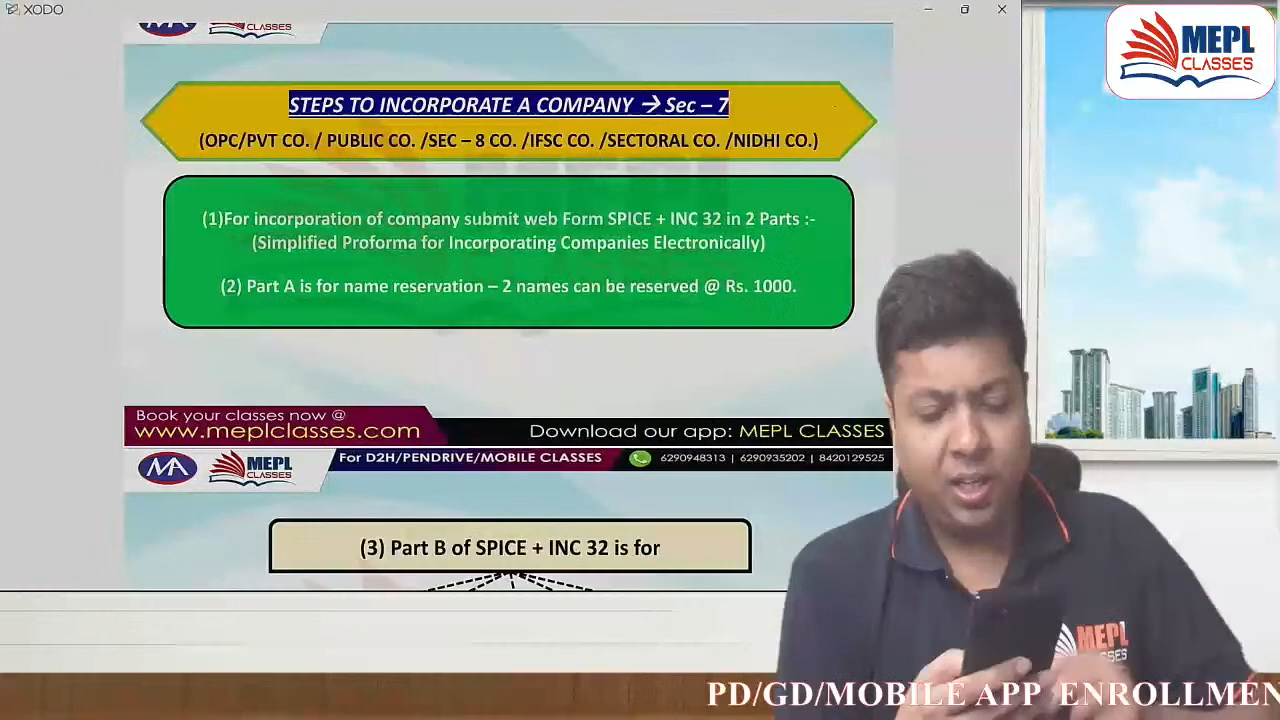 XODO
MEPL
CLASSES
CLASSES
STEPS TO INCORPORATE A COMPANY → Sec – 7
(OPC/PVT CO. / PUBLIC CO. /SEC – 8 CO. /IFSC CO. /SECTORAL CO. /NIDHI CO.)
(1)For incorporation of company submit web Form SPICE + INC 32 in 2 Parts :-
(Simplified Proforma for Incorporating Companies Electronically)
(2) Part A is for name reservation – 2 names can be reserved @ Rs. 1000.
Book your classes now @
www.meplclasses.com
Download our app: MEPL CLASSES
MA
MEPL
CLASSES
For D2H/PENDRIVE/MOBILE CLASSES
6290948313 | 6290935202 | 8420129525
(3) Part B of SPICE + INC 32 is for
MEPL
CLASSES
PD/GD/MOBILE APP ENROLLMEN